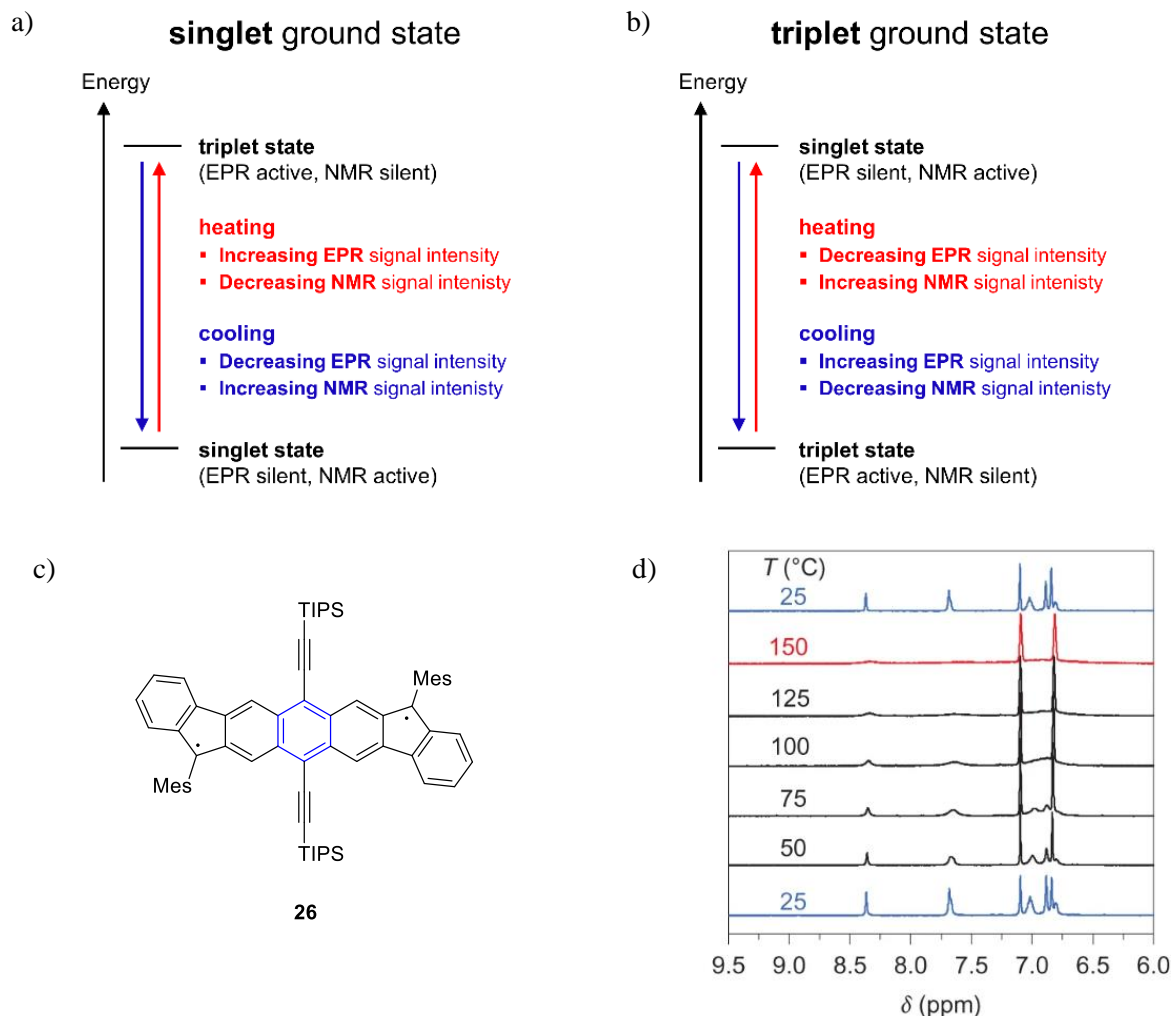 a)
singlet ground state
Energy
triplet state
(EPR active, NMR silent)
heating
▪ Increasing EPR signal intensity
▪ Decreasing NMR signal intenisty
cooling
▪ Decreasing EPR signal intensity
▪ Increasing NMR signal intenisty
singlet state
(EPR silent, NMR active)
b)
triplet ground state
Energy
singlet state
(EPR silent, NMR active)
heating
▪ Decreasing EPR signal intensity
▪ Increasing NMR signal intenisty
cooling
▪ Increasing EPR signal intensity
▪ Decreasing NMR signal intenisty
triplet state
(EPR active, NMR silent)
c)
TIPS
Mes
Mes
TIPS
26
d)
T (°C)
25
150
125
100
75
50
25
9.5 9.0 8.5 8.0 7.5 7.0 6.5 6.0
δ (ppm)